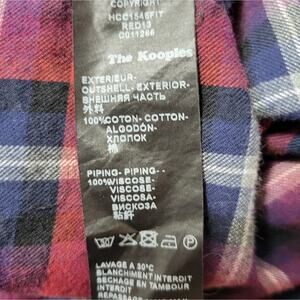 COPYRIGHT
HCC1546FIT
RED13
C011266
The Kooples
EXTERIEUR-
OUTSHELL-EXTERIOR-
ВНЕШНЯЯ ЧАСТЬ
外料
100%COTON-COTTON-
ALGODÓN-
ХЛОПОК
棉
PIPING-PIPING--
100%VISCOSE-
VISCOSE-
VISCOSA-
ВИСКОЗА
粘纤
LAVAGE A 30°C
BLANCHIMENT INTERDIT
SECHAGE EN TAMBOUR
INTERDIT